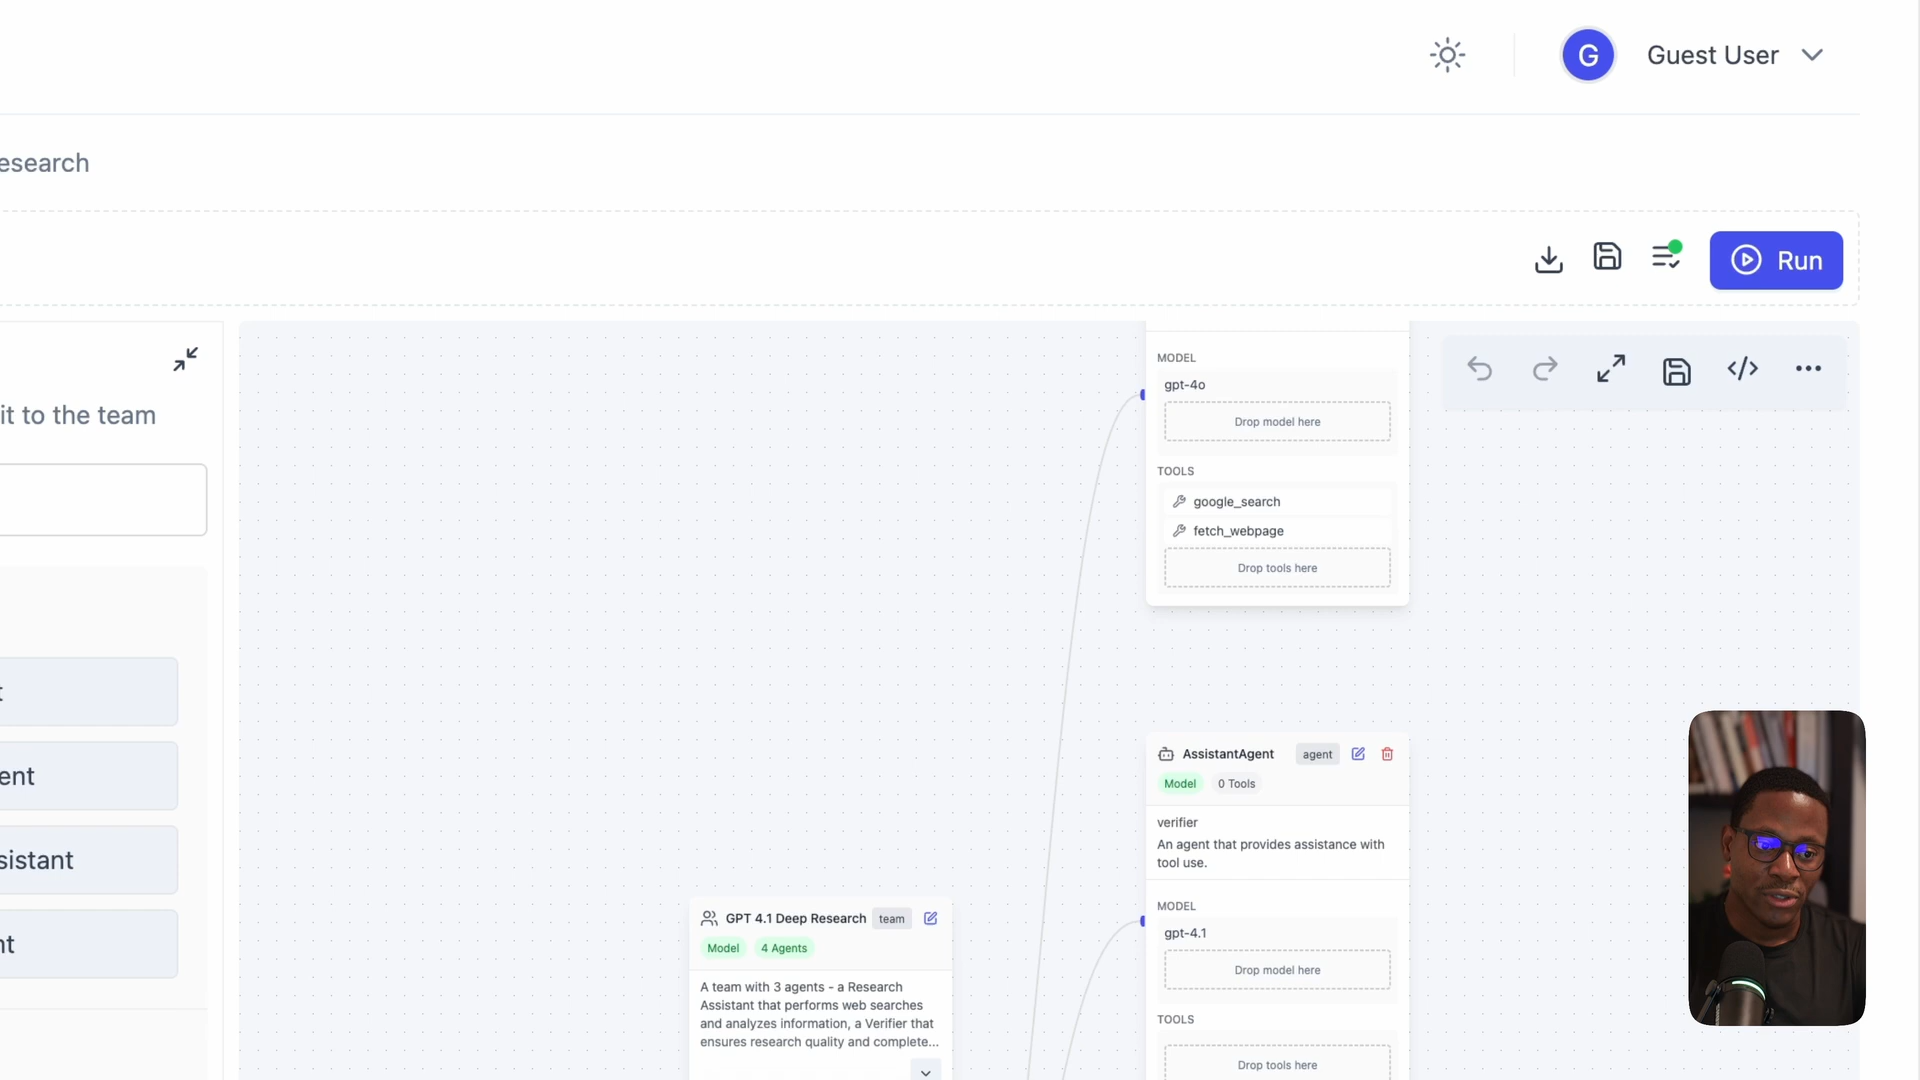 G
Guest User
esearch
Run
it to the team
ent
sistant
nt
MODEL
gpt-4o
Drop model here
TOOLS
google_search
fetch_webpage
Drop tools here
AssistantAgent
agent
Model
0 Tools
verifier
An agent that provides assistance with
tool use.
MODEL
gpt-4.1
Drop model here
TOOLS
Drop tools here
GPT 4.1 Deep Research
team
Model
4 Agents
A team with 3 agents - a Research
Assistant that performs web searches
and analyzes information, a Verifier that
ensures research quality and complete...